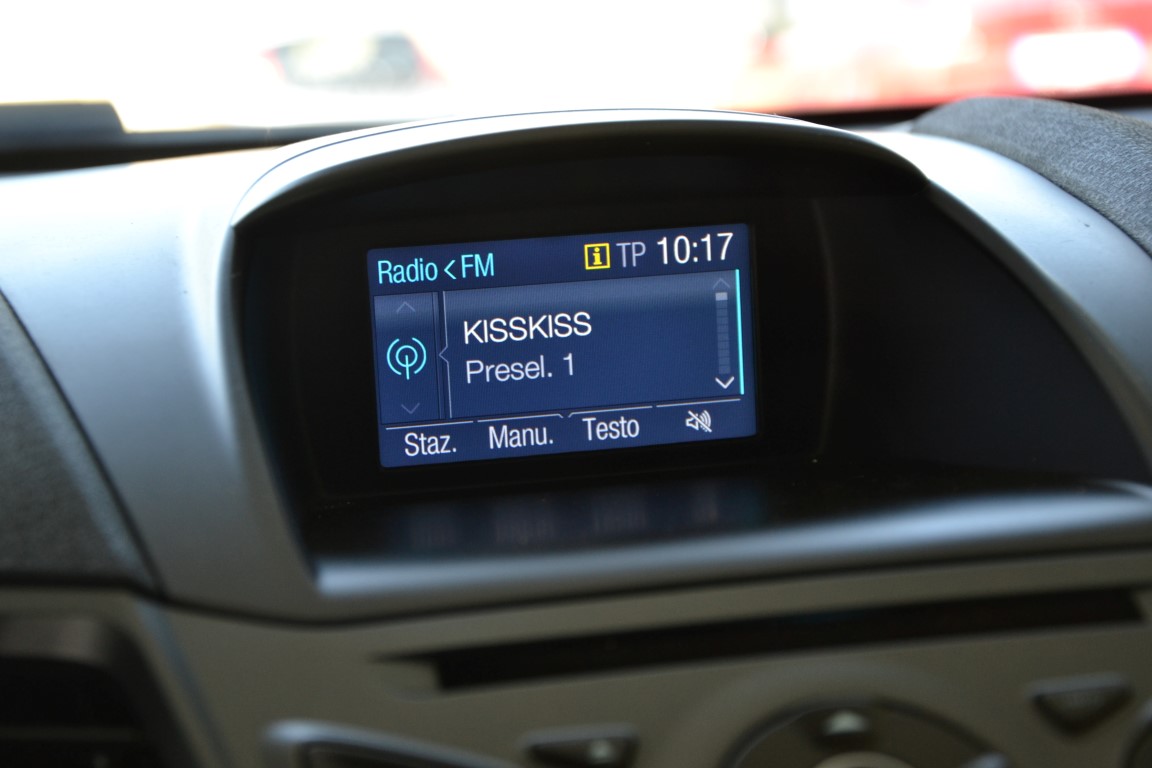 Radio < FM i TP 10:17
KISSKISS
Presel. 1
Staz. Manu. Testo